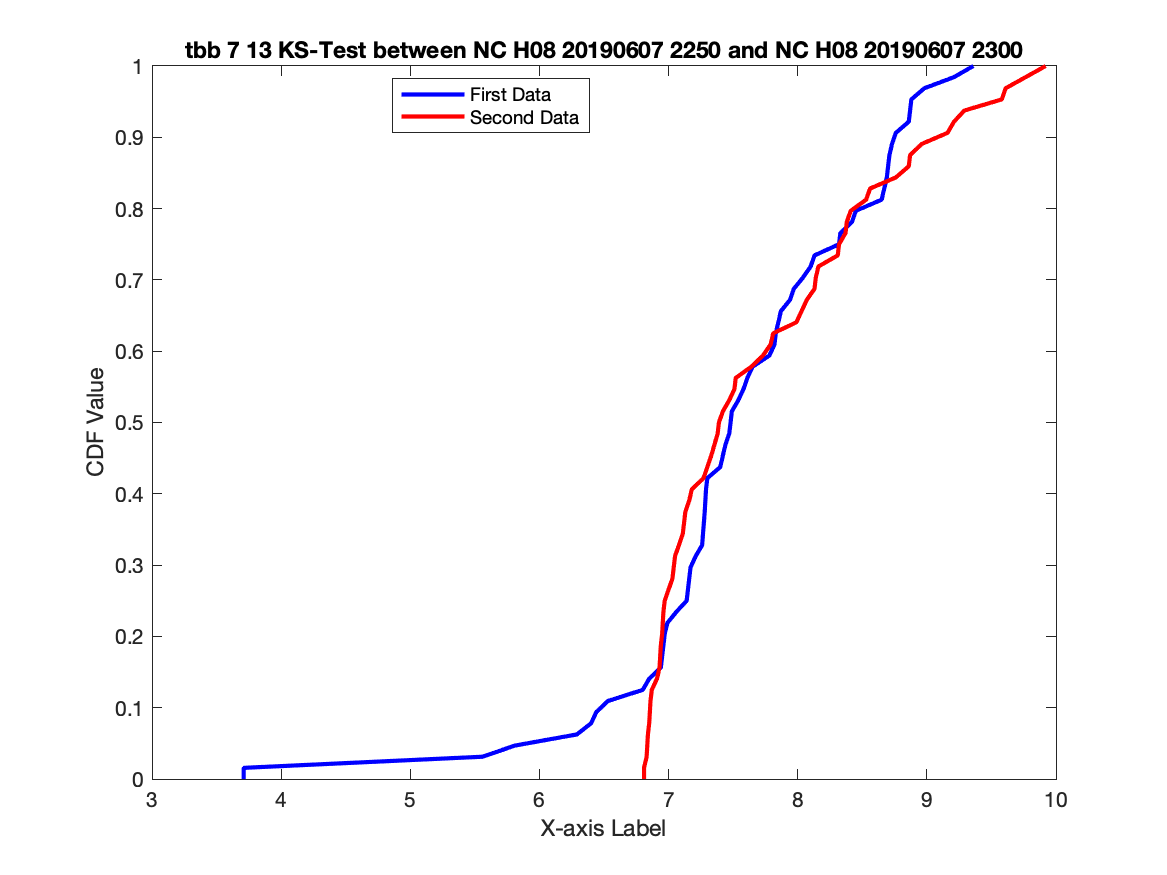 tbb 7 13 KS-Test between NC H08 20190607 2250 and NC H08 20190607 2300
First Data
Second Data
1
0.9
0.8
0.7
0.6
0.5
0.4
0.3
0.2
0.1
0
CDF Value
3 4 5 6 7 8 9 10
X-axis Label